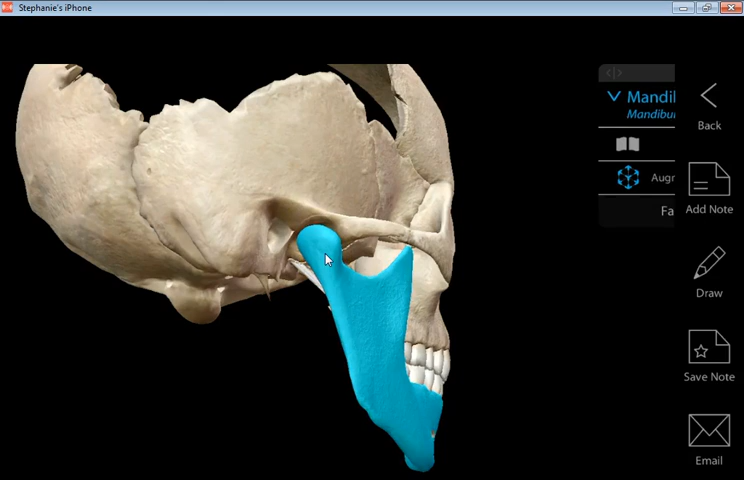 Stephanie's iPhone
Mandil
Mandibu
Augr
Fa
Back
Add Note
Draw
Save Note
Email